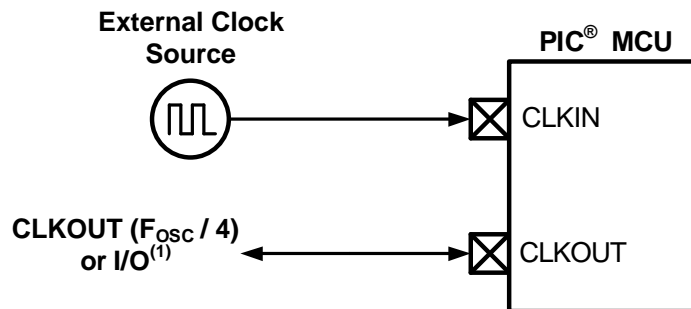 External Clock
Source
PIC® MCU
CLKIN
CLKOUT (FOSC / 4)
or I/O(1)
CLKOUT